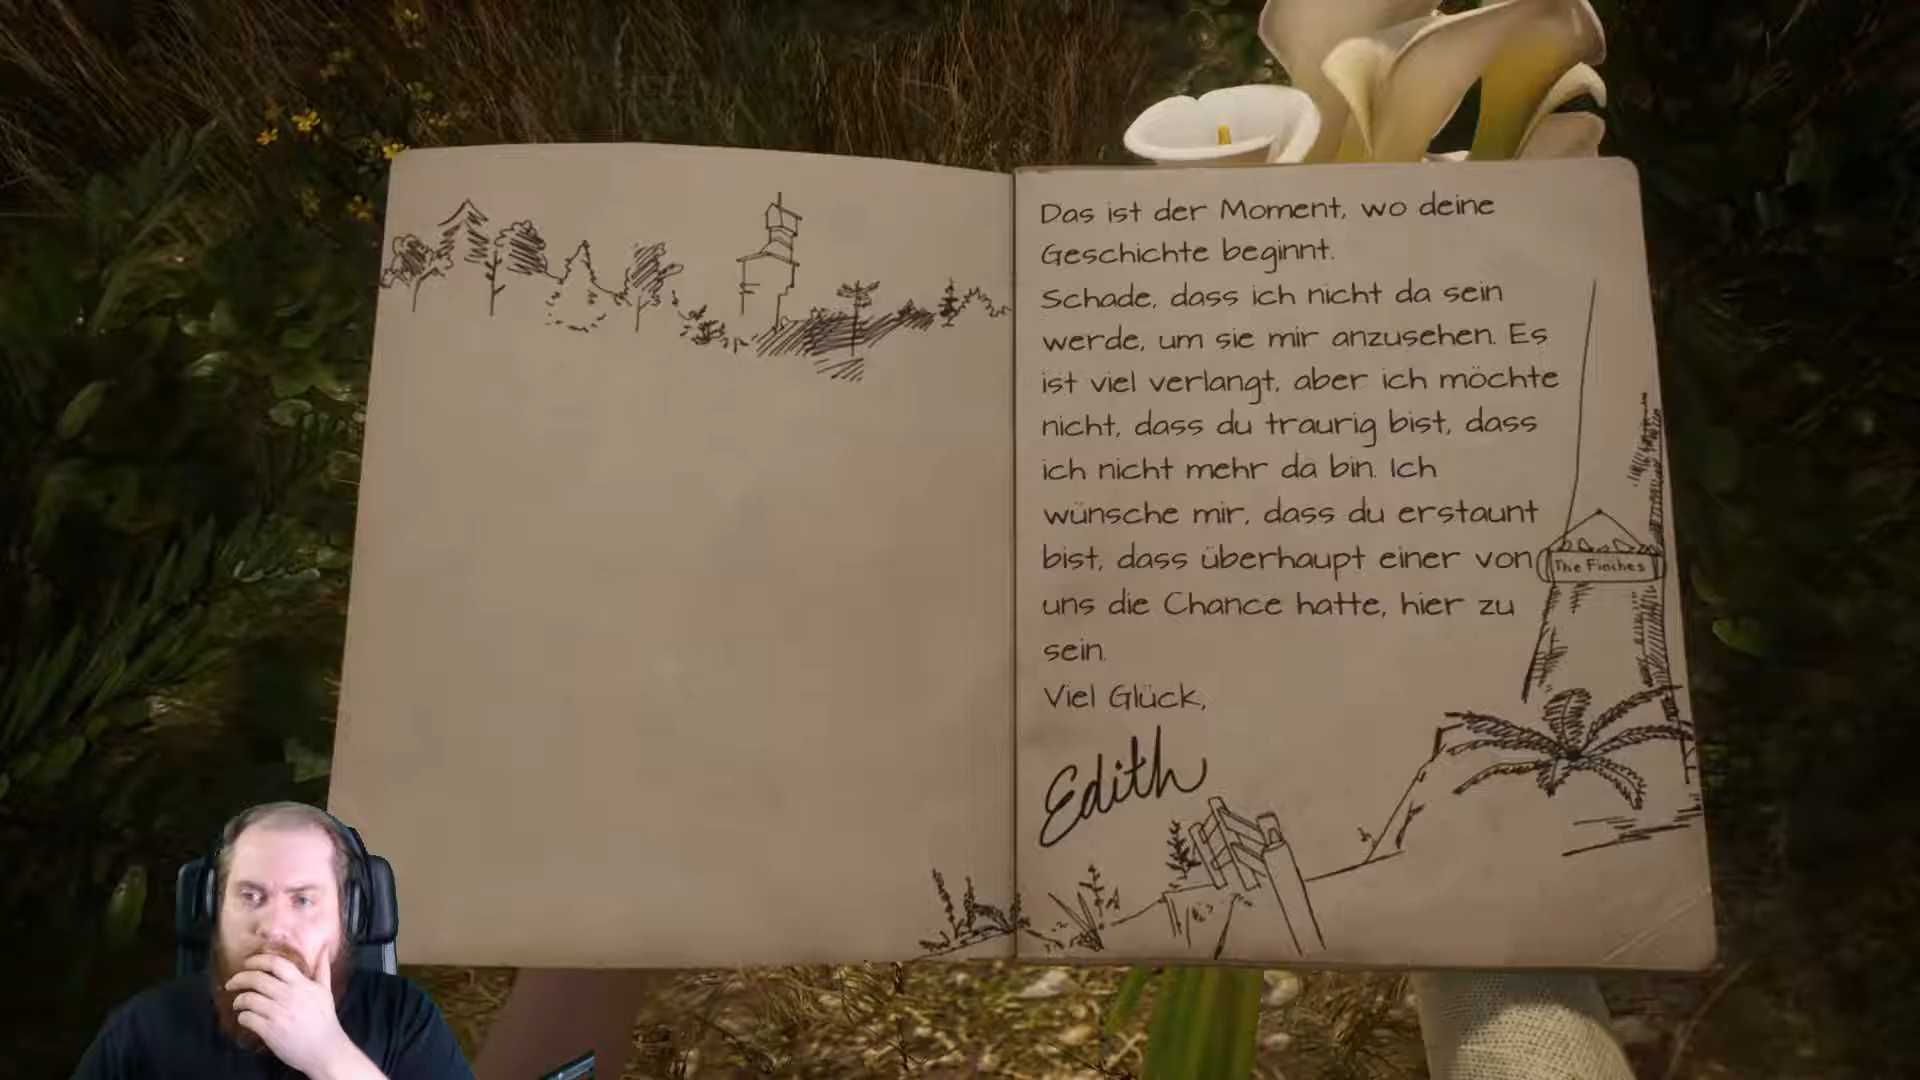 Das ist der Moment, wo deine
Geschichte beginnt.
Schade, dass ich nicht da sein
werde, um sie mir anzusehen. Es
ist viel verlangt, aber ich möchte
nicht, dass du traurig bist, dass
ich nicht mehr da bin. Ich
wünsche mir, dass du erstaunt
bist, dass überhaupt einer von
uns die Chance hatte, hier zu
sein.
Viel Glück,
Edith
The Finches